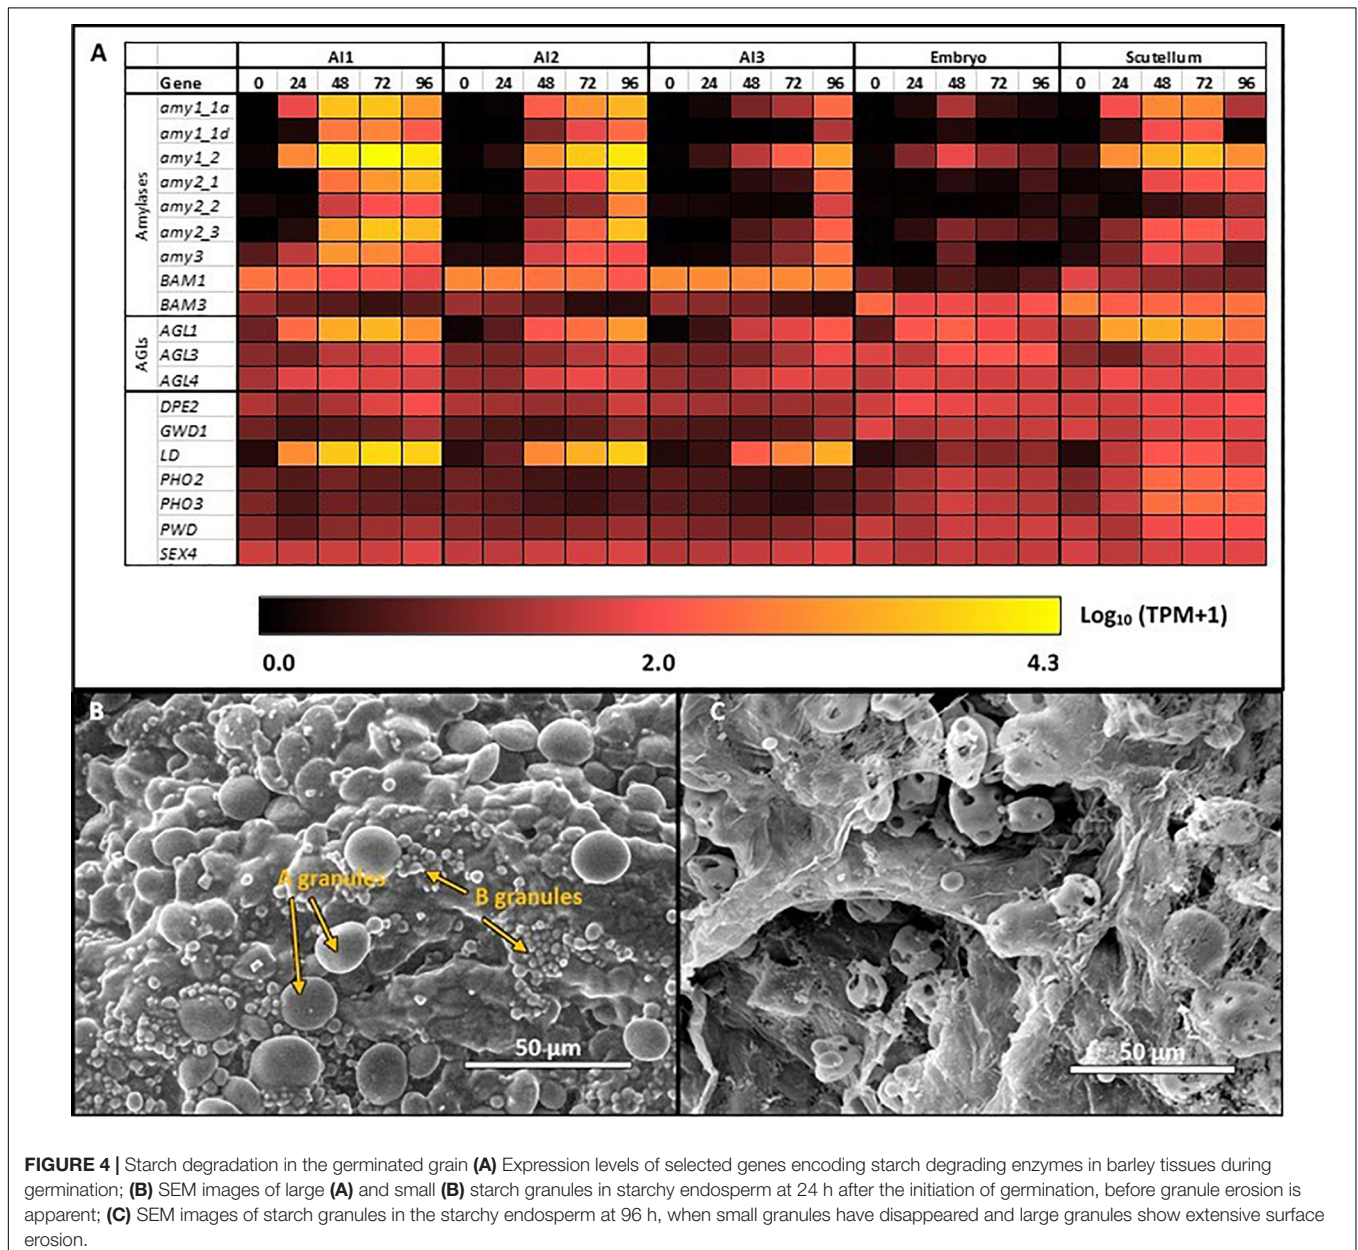 A
Al1 Al2 Al3 Embryo Scutellum
Gene 0 24 48 72 96 0 24 48 72 96 0 24 48 72 96 0 24 48 72 96 0 24 48 72 96
Amylases
amy1_1a
amy1_1d
amy1_2
amy2_1
amy2_2
amy2_3
amy3
BAM1
BAM3
AGLs
AGL1
AGL3
AGL4
DPE2
GWD1
LD
PHO2
PHO3
PWD
SEX4
Log₁₀ (TPM+1)
0.0 2.0 4.3
B
A granules
B granules
50 µm
C
50 µm
FIGURE 4 | Starch degradation in the germinated grain (A) Expression levels of selected genes encoding starch degrading enzymes in barley tissues during
germination; (B) SEM images of large (A) and small (B) starch granules in starchy endosperm at 24 h after the initiation of germination, before granule erosion is
apparent; (C) SEM images of starch granules in the starchy endosperm at 96 h, when small granules have disappeared and large granules show extensive surface
erosion.